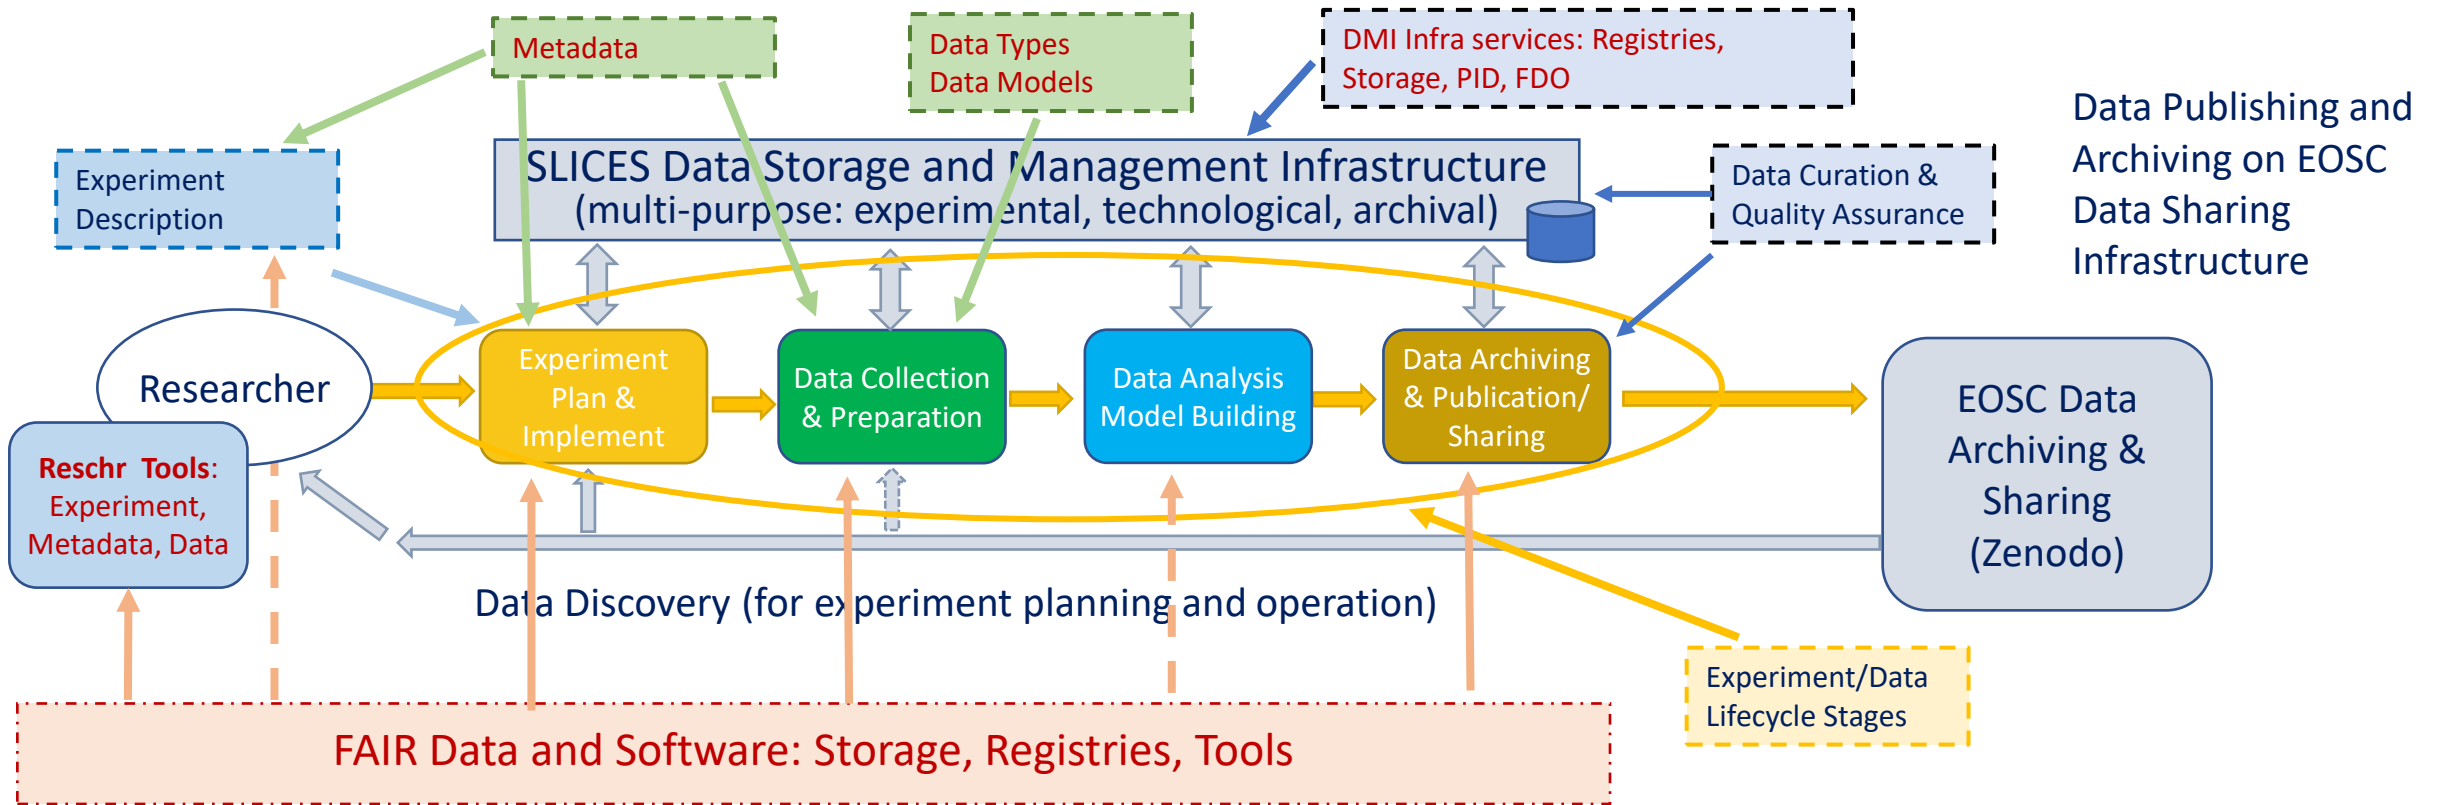 Metadata
Data Types
Data Models
DMI Infra services: Registries,
Storage, PID, FDO
Data Publishing and
Archiving on EOSC
Data Sharing
Infrastructure
Experiment
Description
SLICES Data Storage and Management Infrastructure
(multi-purpose: experimental, technological, archival)
Data Curation &
Quality Assurance
Researcher
Reschr  Tools:
Experiment,
Metadata, Data
Experiment
Plan &
Implement
Data Collection
& Preparation
Data Analysis
Model Building
Data Archiving
& Publication/
Sharing
EOSC Data
Archiving &
Sharing
(Zenodo)
Data Discovery (for experiment planning and operation)
Experiment/Data
Lifecycle Stages
FAIR Data and Software: Storage, Registries, Tools